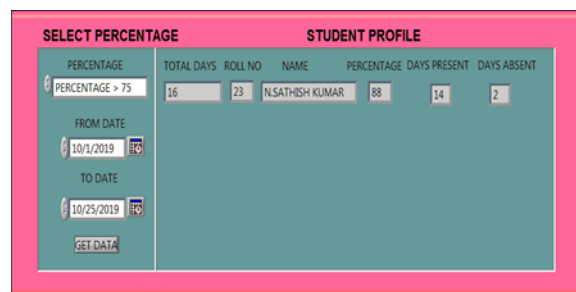 SELECT PERCENTAGE
STUDENT PROFILE
PERCENTAGE
PERCENTAGE > 75
FROM DATE
10/1/2019
TO DATE
10/25/2019
GET DATA
TOTAL DAYS ROLL NO NAME PERCENTAGE DAYS PRESENT DAYS ABSENT
16 23 N.SATHISH KUMAR 88 14 2